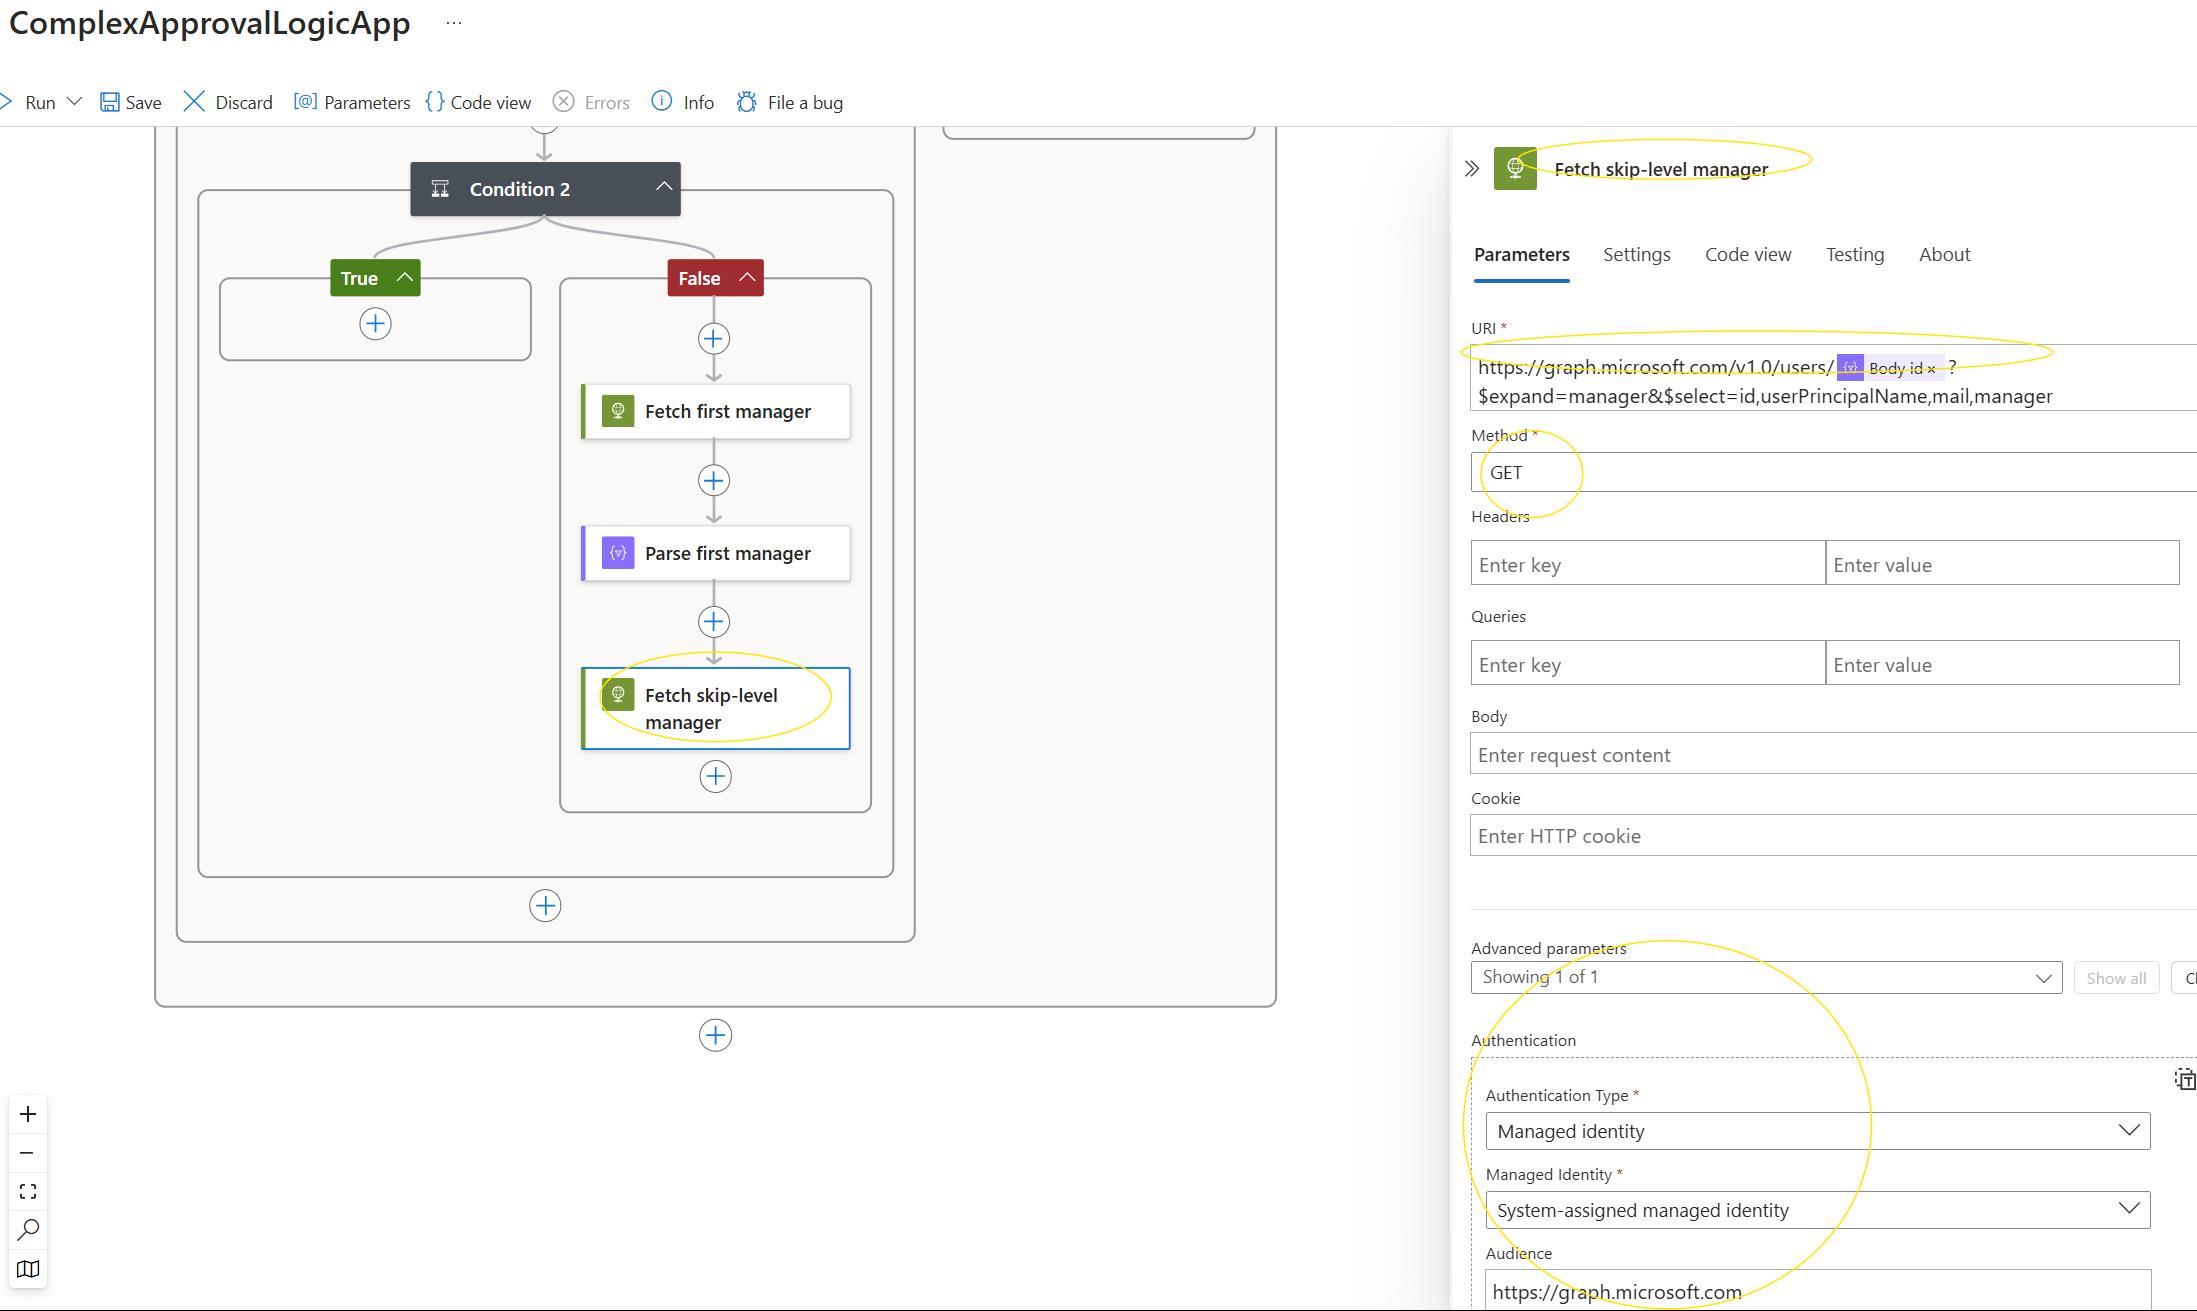 ComplexApprovalLogicApp ...
Run Save Discard [@] Parameters {} Code view Errors Info File a bug
Condition 2
True
False
Fetch first manager
Parse first manager
Fetch skip-level
manager
Fetch skip-level manager
Parameters Settings Code view Testing About
URI *
https://graph.microsoft.com/v1.0/users/ Body id × ?
$expand=manager&$select=id,userPrincipalName,mail,manager
Method *
GET
Headers
Enter key Enter value
Queries
Enter key Enter value
Body
Enter request content
Cookie
Enter HTTP cookie
Advanced parameters
Showing 1 of 1 Show all
Authentication
Authentication Type *
Managed identity
Managed Identity *
System-assigned managed identity
Audience
https://graph.microsoft.com